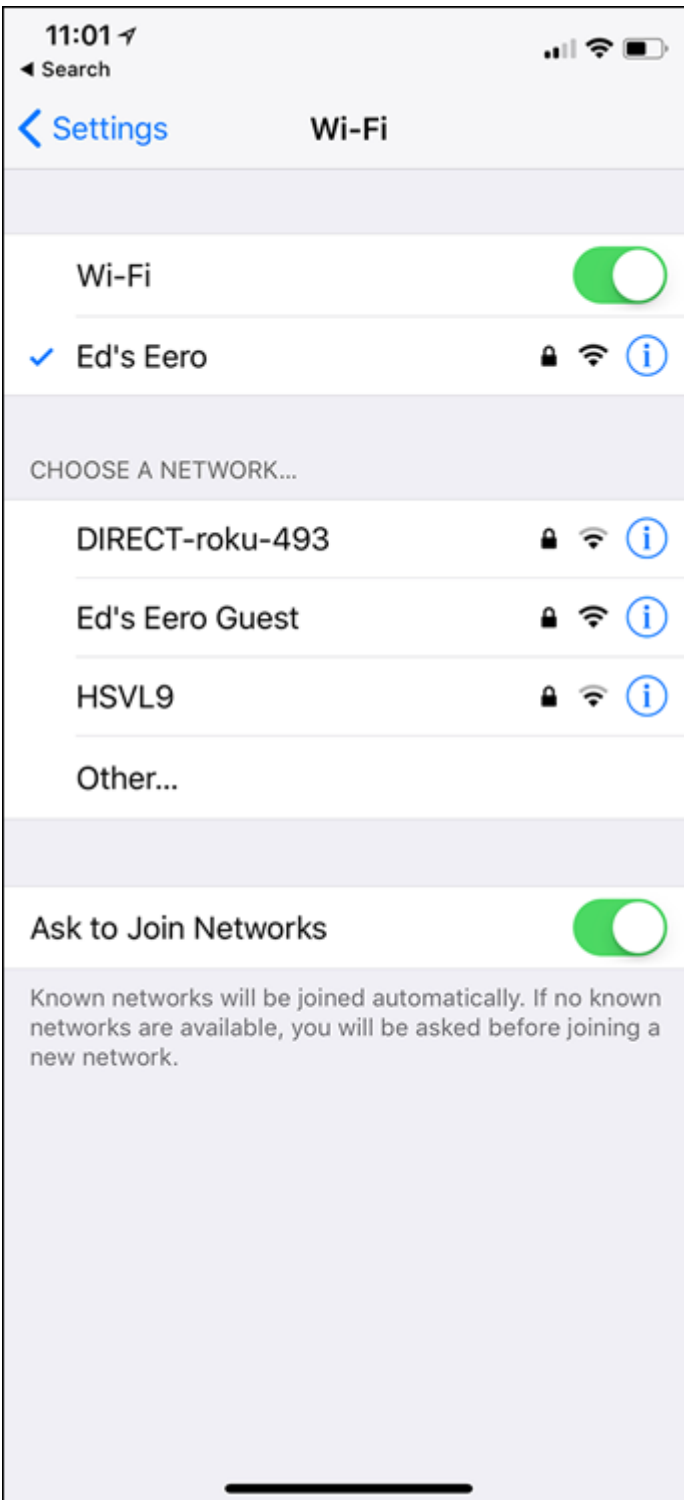 11:01
◀ Search
Settings
Wi-Fi
Wi-Fi
Ed's Eero
CHOOSE A NETWORK...
DIRECT-roku-493
Ed's Eero Guest
HSVL9
Other...
Ask to Join Networks
Known networks will be joined automatically. If no known
networks are available, you will be asked before joining a
new network.